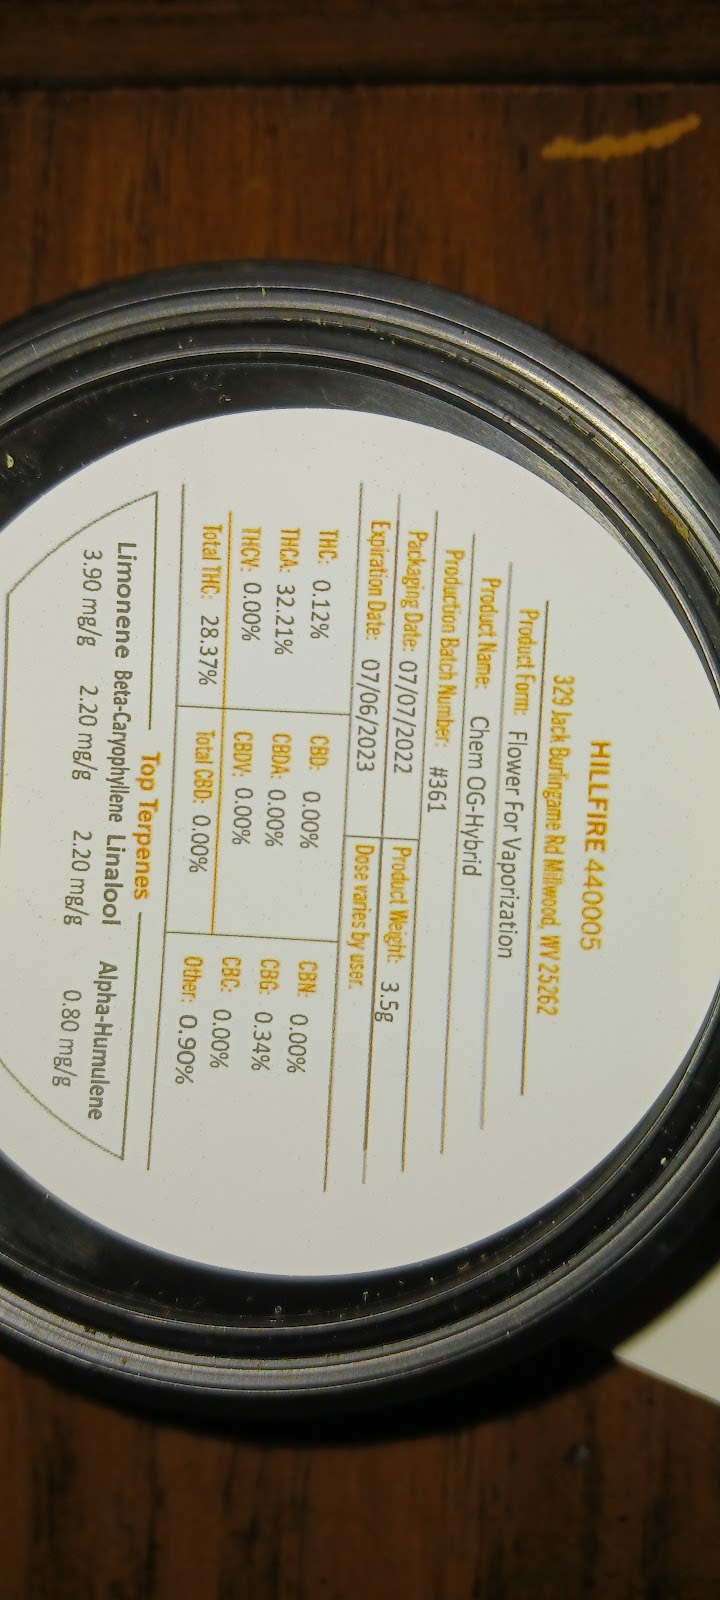 HILLFIRE 440005
329 Jack Burlingame Rd Millwood, WV 25262
Product Form: Flower For Vaporization
Product Name: Chem OG-Hybrid
Production Batch Number: #361
Packaging Date: 07/07/2022 Product Weight: 3.5g
Expiration Date: 07/06/2023 Dose varies by user.
THC: 0.12% CBD: 0.00% CBN: 0.00%
THCA: 32.21% CBDA: 0.00% CBG: 0.34%
THCV: 0.00% CBDV: 0.00% CBC: 0.00%
Total THC: 28.37% Total CBD: 0.00% Other: 0.90%
Top Terpenes
Limonene Beta-Caryophyllene Linalool Alpha-Humulene
3.90 mg/g 2.20 mg/g 2.20 mg/g 0.80 mg/g